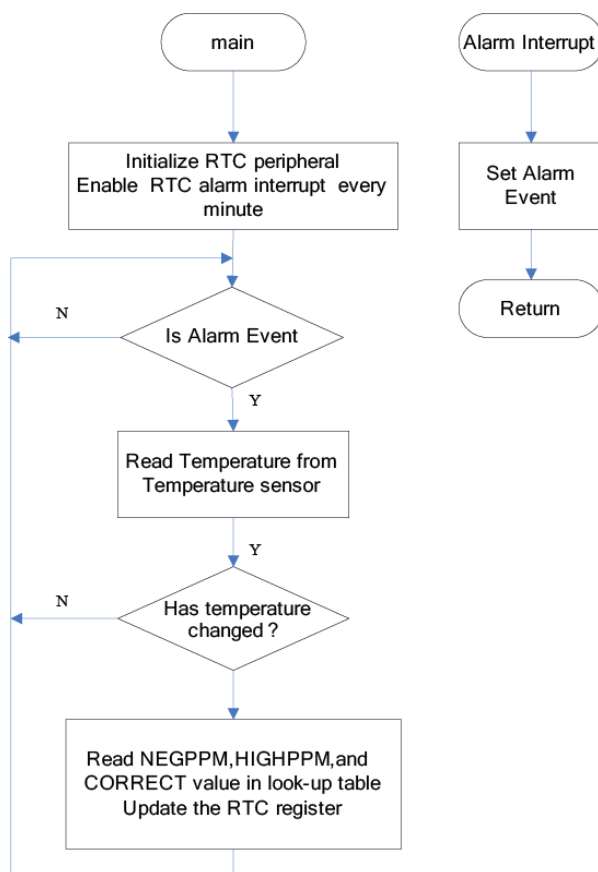 main
Initialize RTC peripheral
Enable RTC alarm interrupt every
minute
N
Is Alarm Event
Y
Read Temperature from
Temperature sensor
Y
N
Has temperature
changed ?
Read NEGPPM,HIGHPPM,and
CORRECT value in look-up table
Update the RTC register
Alarm Interrupt
Set Alarm
Event
Return